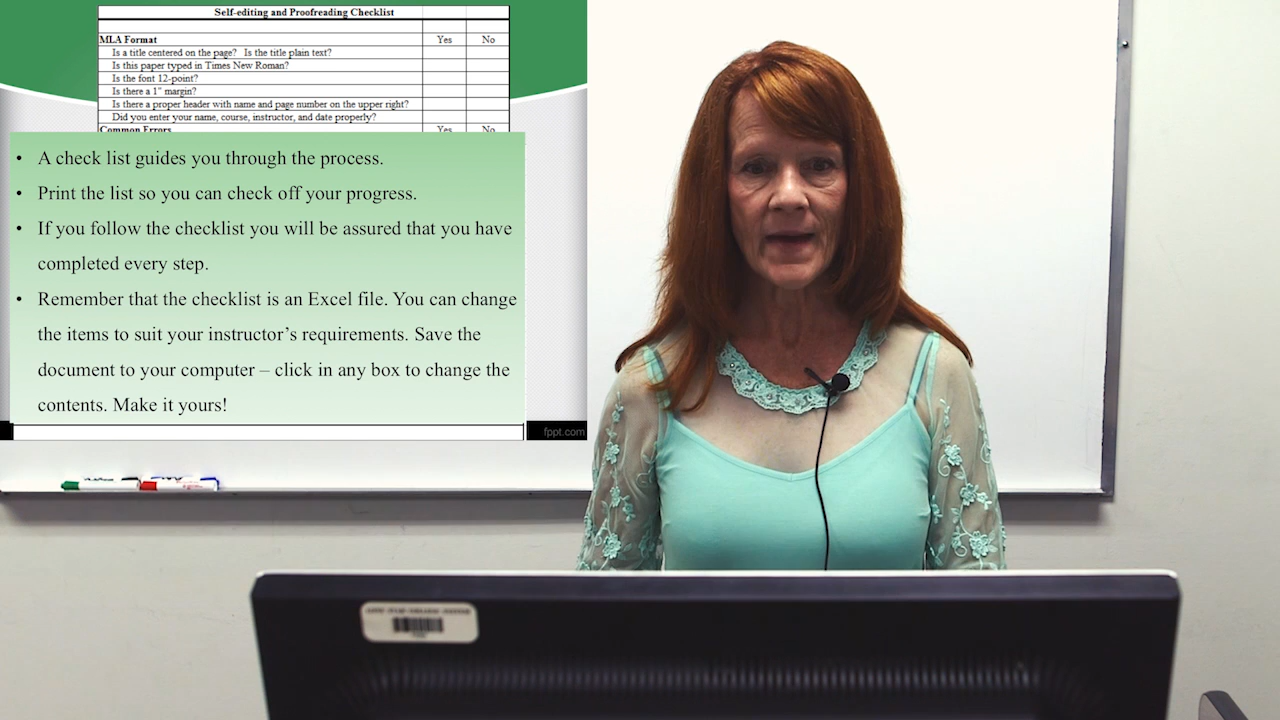 Self-editing and Proofreading Checklist
MLA Format Yes No
Is a title centered on the page? Is the title plain text?
Is this paper typed in Times New Roman?
Is the font 12-point?
Is there a 1" margin?
Is there a proper header with name and page number on the upper right?
Did you enter your name, course, instructor, and date properly?
Common Errors Yes No
• A check list guides you through the process.
• Print the list so you can check off your progress.
• If you follow the checklist you will be assured that you have
completed every step.
• Remember that the checklist is an Excel file. You can change
the items to suit your instructor’s requirements. Save the
document to your computer – click in any box to change the
contents. Make it yours!
fppt.com